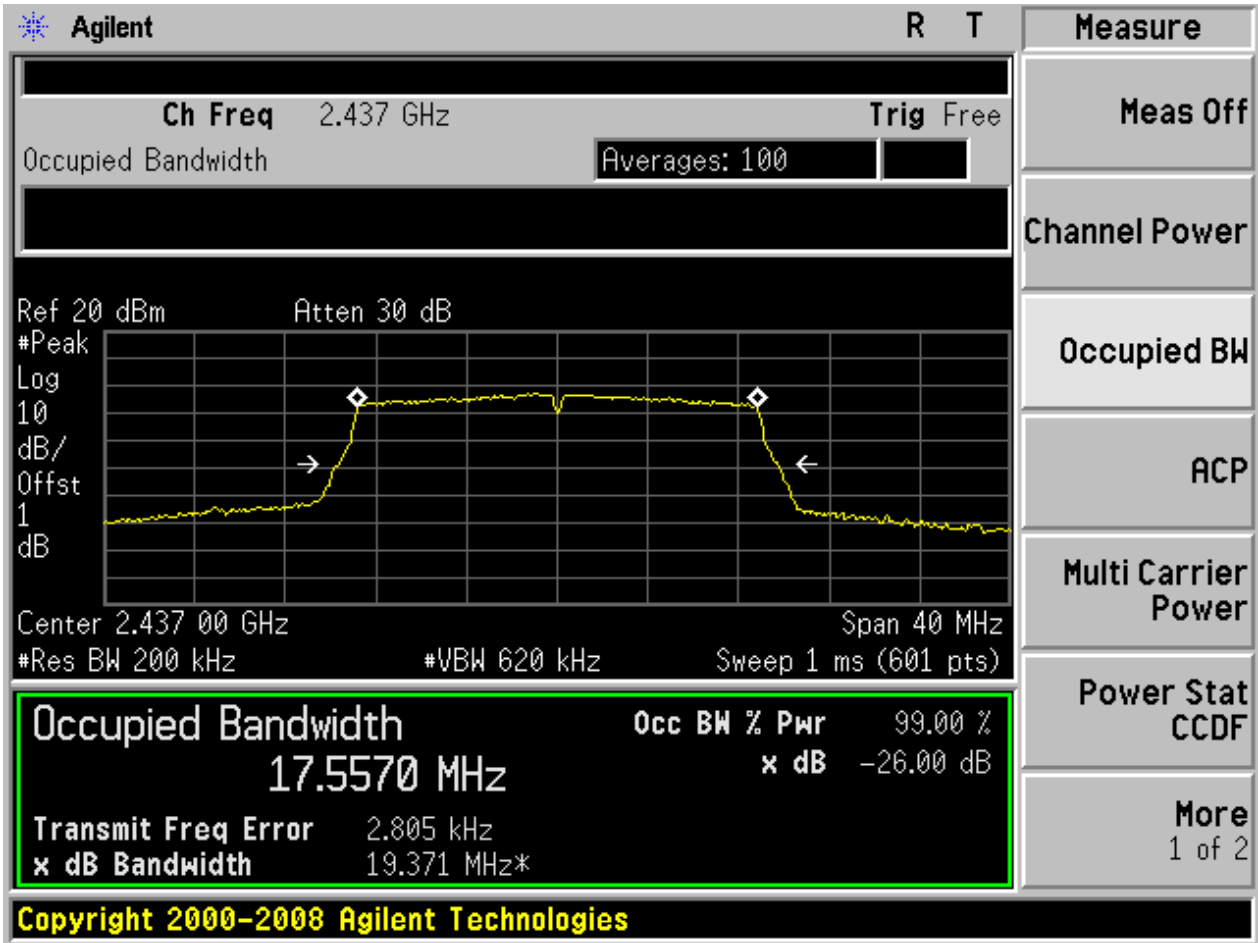 Agilent R T
Ch Freq 2.437 GHz Trig Free
Occupied Bandwidth Averages: 100
Ref 20 dBm Atten 30 dB
#Peak
Log
10
dB/
Offst
1
dB
Center 2.437 00 GHz Span 40 MHz
#Res BW 200 kHz #VBW 620 kHz Sweep 1 ms (601 pts)
Occupied Bandwidth Occ BW % Pwr 99.00 %
17.5570 MHz x dB -26.00 dB
Transmit Freq Error 2.805 kHz
x dB Bandwidth 19.371 MHz*
Copyright 2000-2008 Agilent Technologies
Measure
Meas Off
Channel Power
Occupied BW
ACP
Multi Carrier
Power
Power Stat
CCDF
More
1 of 2